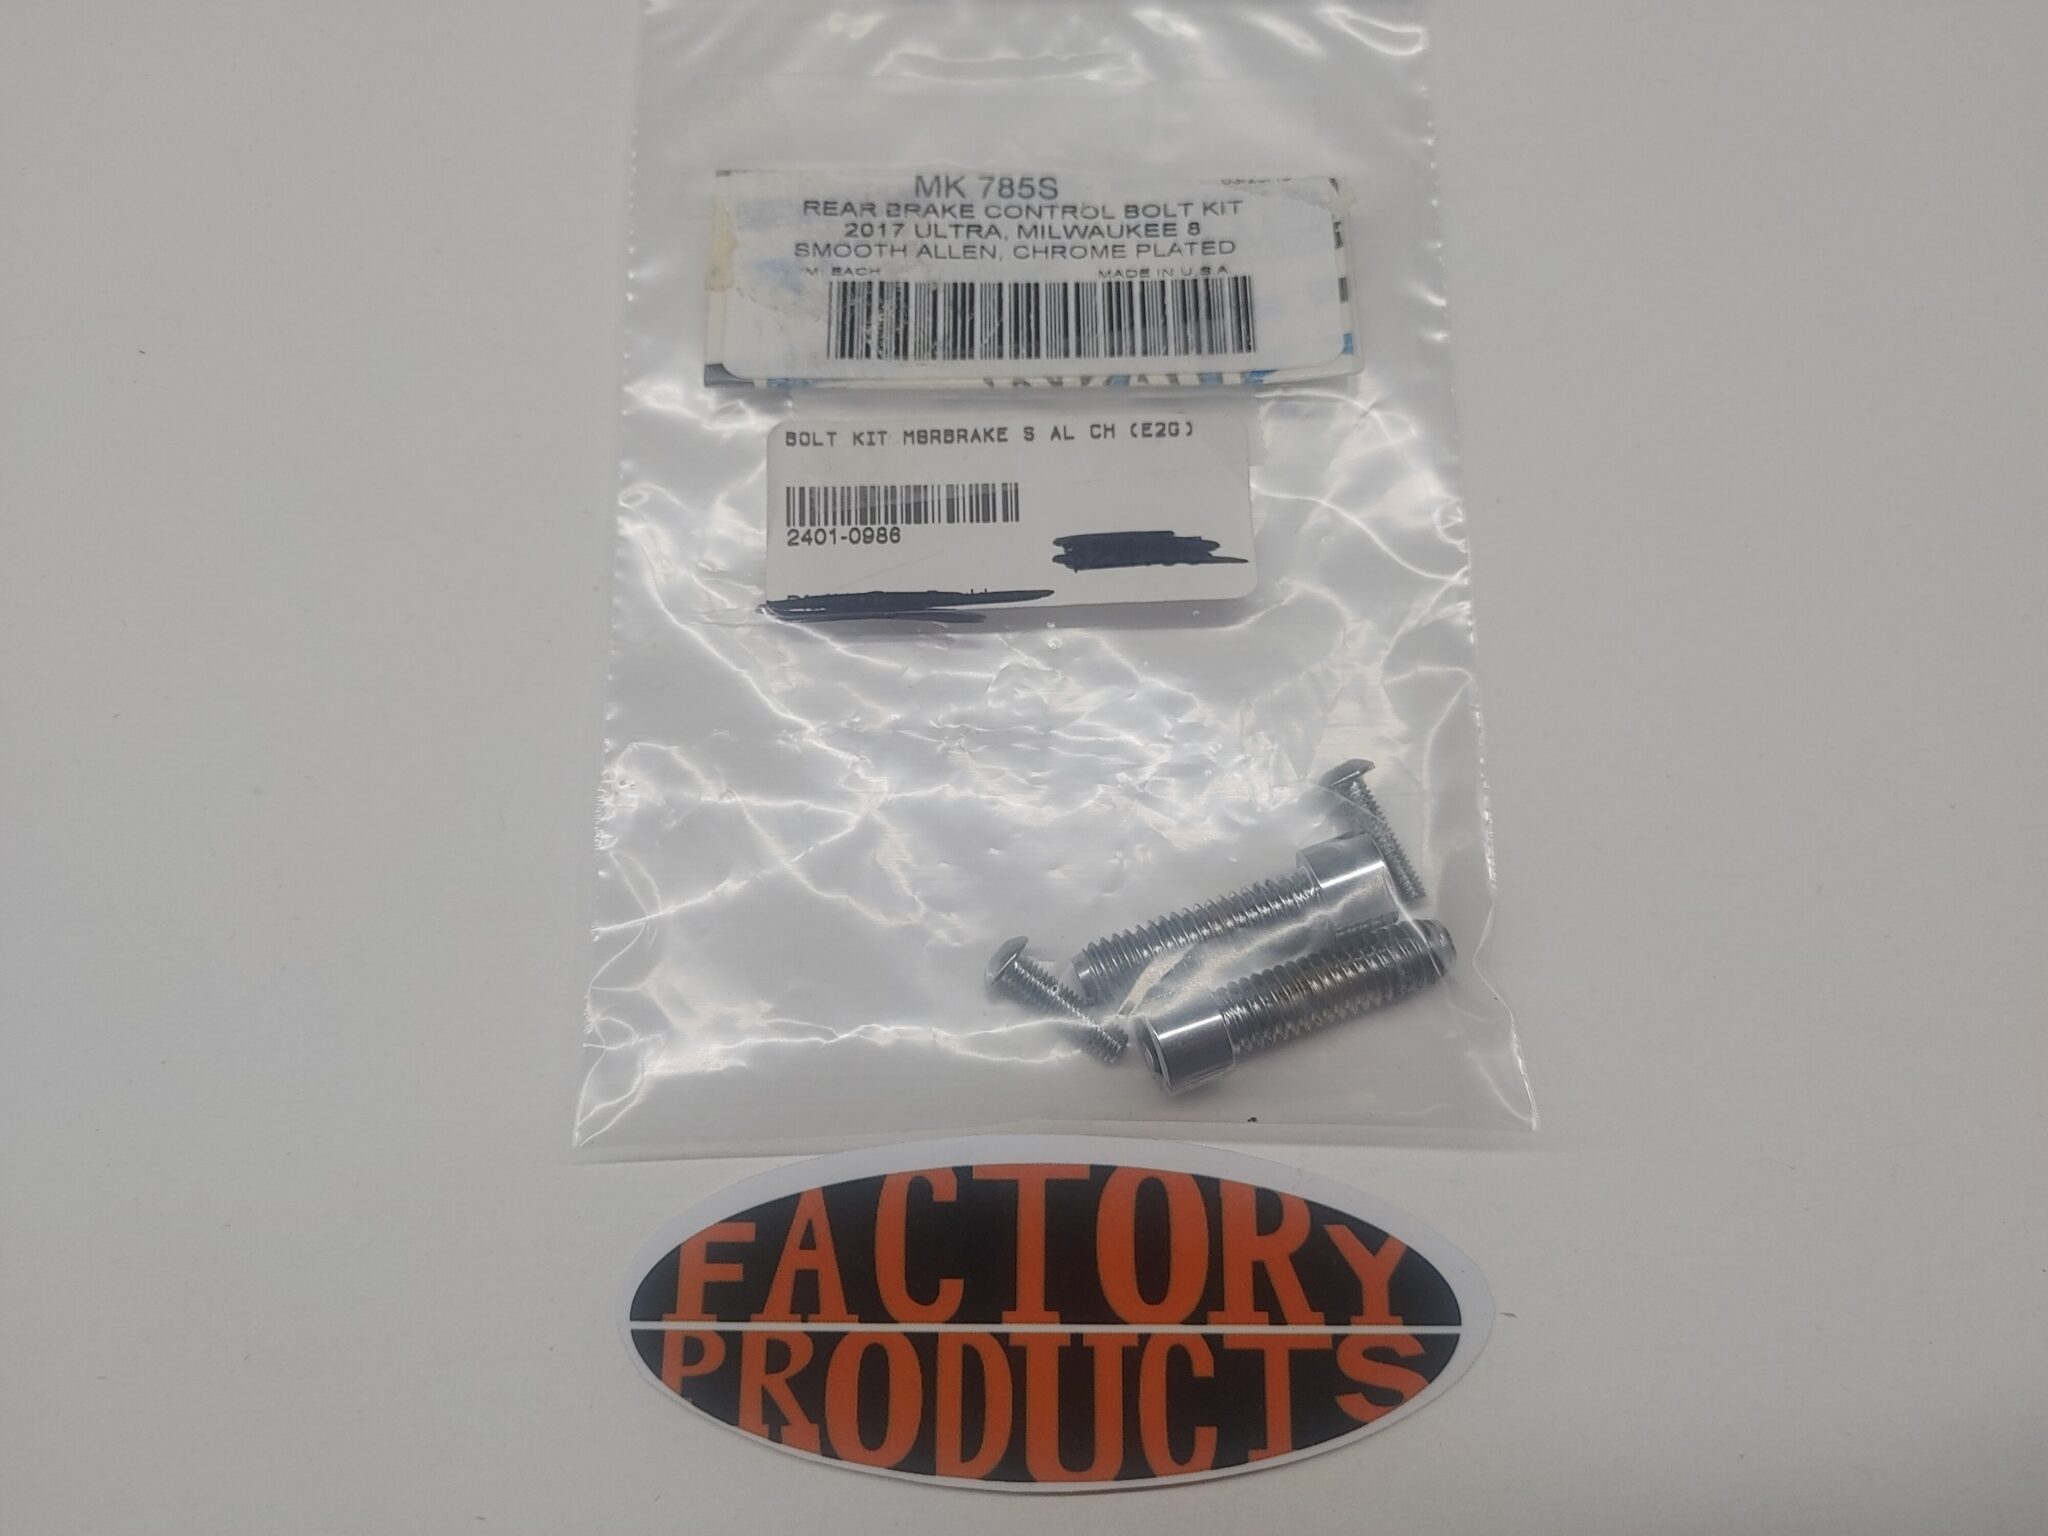 MK 785S
REAR BRAKE CONTROL BOLT KIT
2017 ULTRA, MILWAUKEE 8
SMOOTH ALLEN, CHROME PLATED
EACH MADE IN U.S.A
BOLT KIT M8RBRAKE S AL CH (E2G)
2401-0986
FACTORY
PRODUCTS